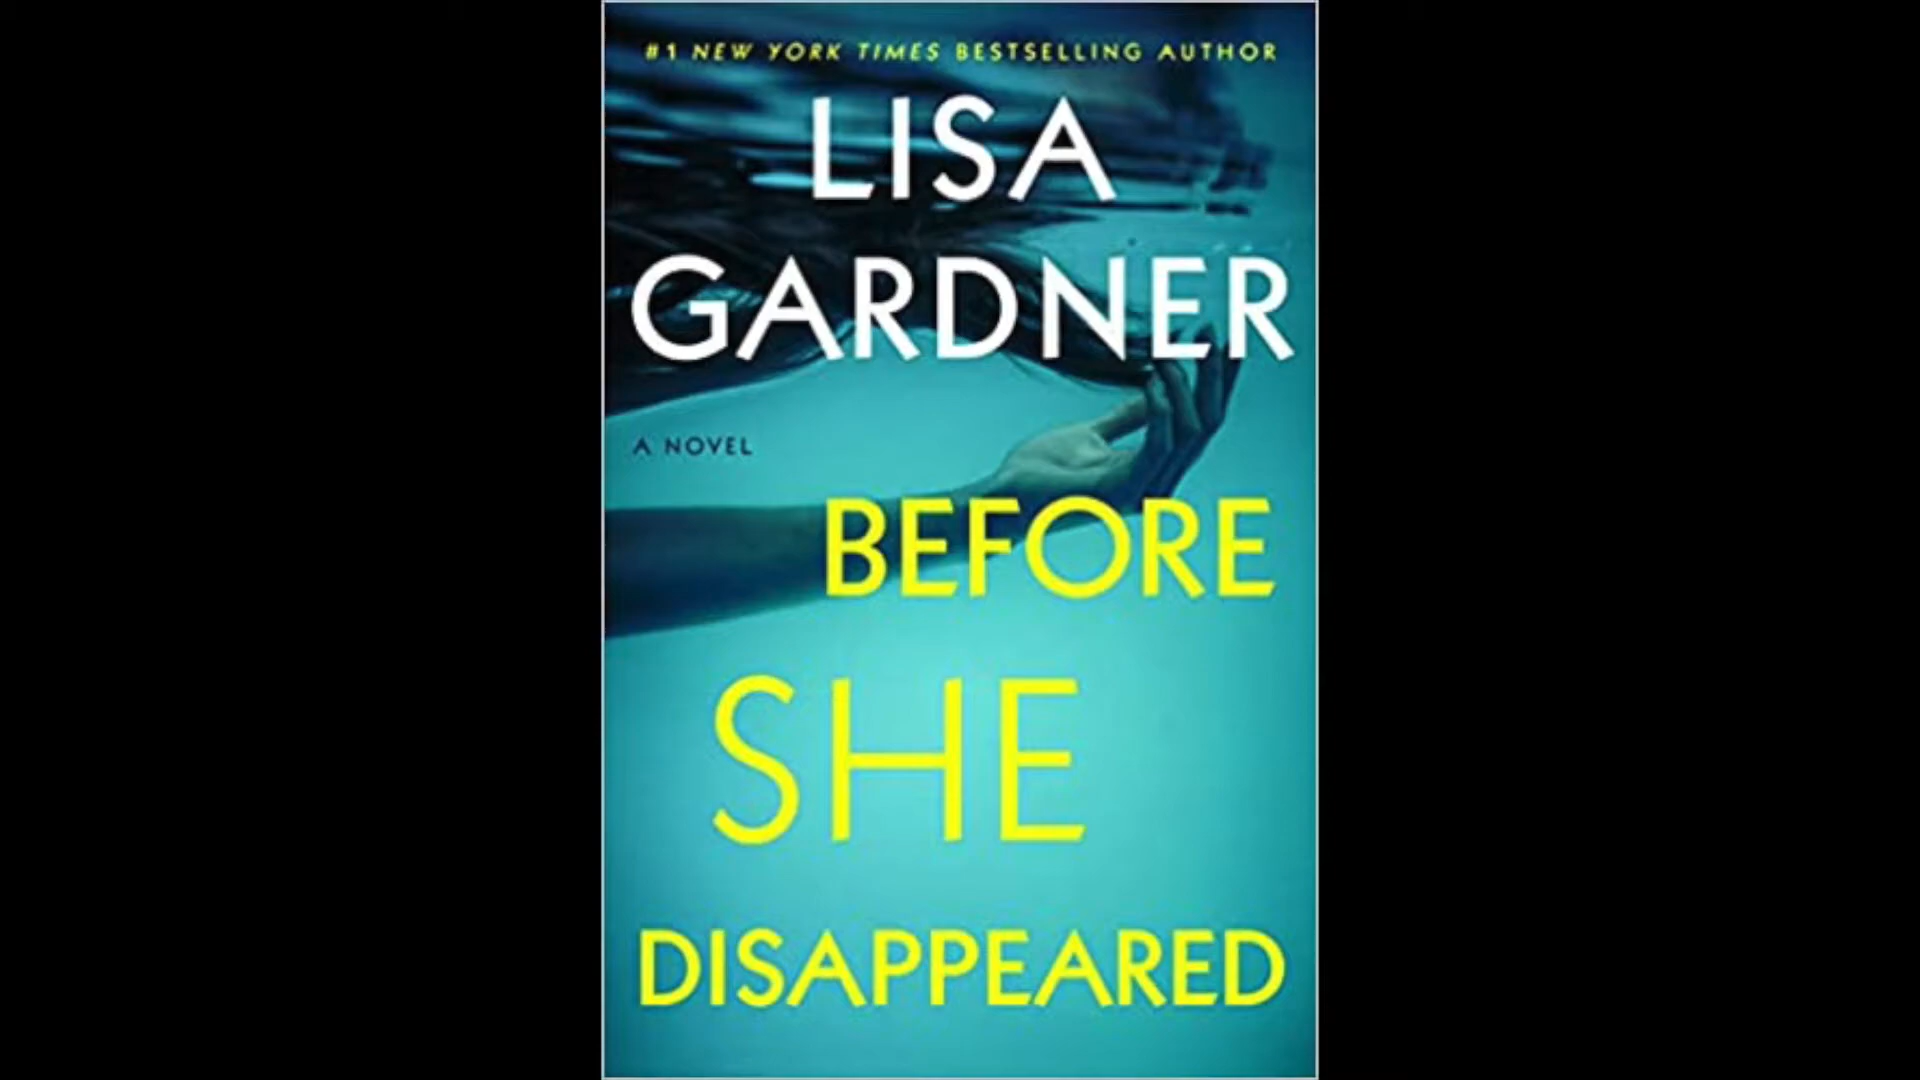 #1 NEW YORK TIMES BESTSELLING AUTHOR
LISA
GARDNER
A NOVEL
BEFORE
SHE
DISAPPEARED